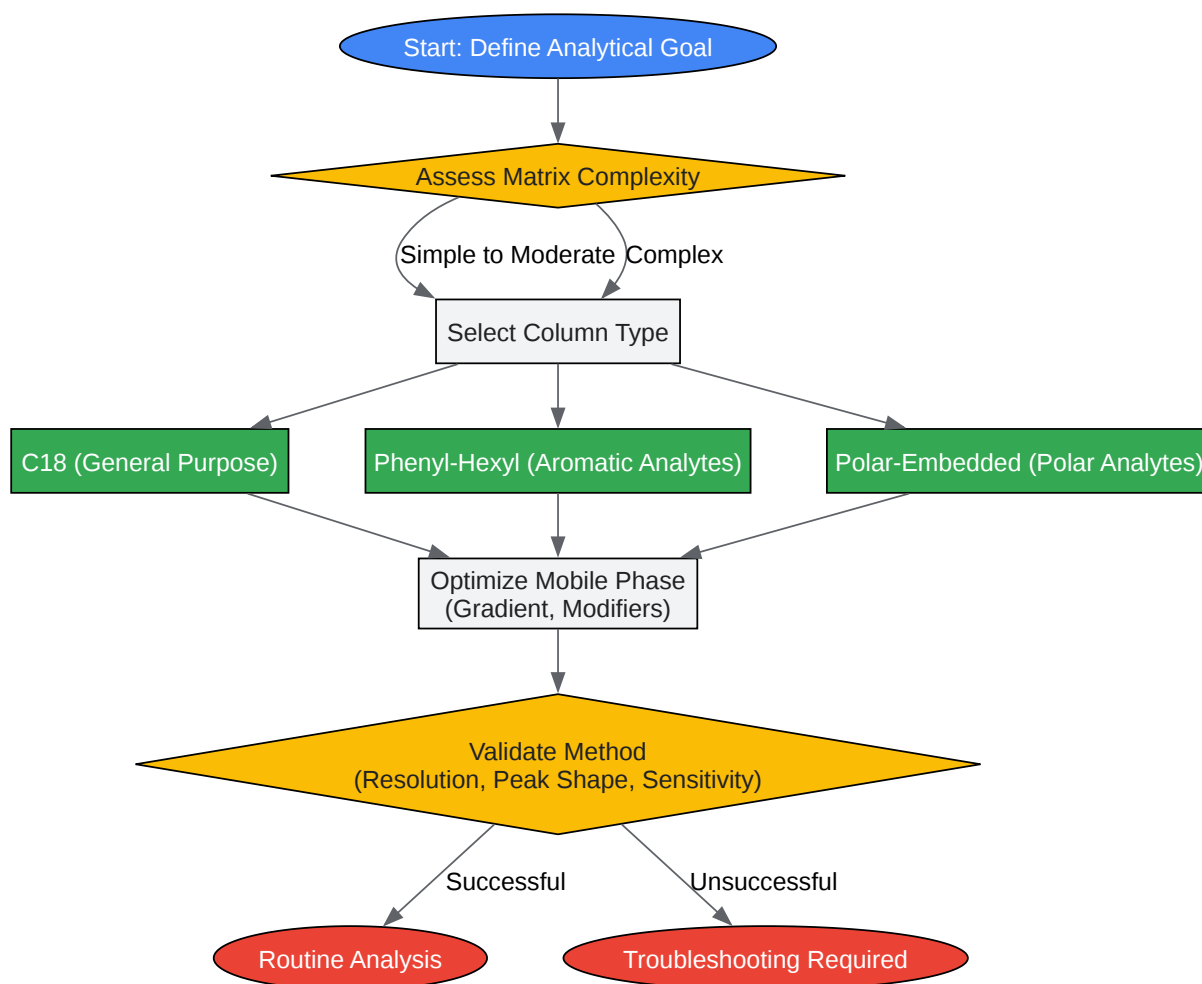 Start: Define Analytical Goal
Assess Matrix Complexity
Simple to Moderate
Complex
Select Column Type
C18 (General Purpose)
Phenyl-Hexyl (Aromatic Analytes)
Polar-Embedded (Polar Analytes)
Optimize Mobile Phase
(Gradient, Modifiers)
Validate Method
(Resolution, Peak Shape, Sensitivity)
Successful
Unsuccessful
Routine Analysis
Troubleshooting Required